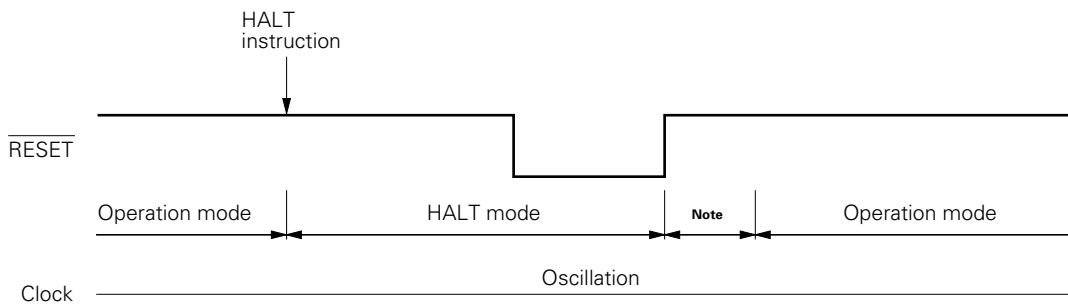 HALT
instruction
RESET
Operation mode
HALT mode
Note
Operation mode
Oscillation
Clock